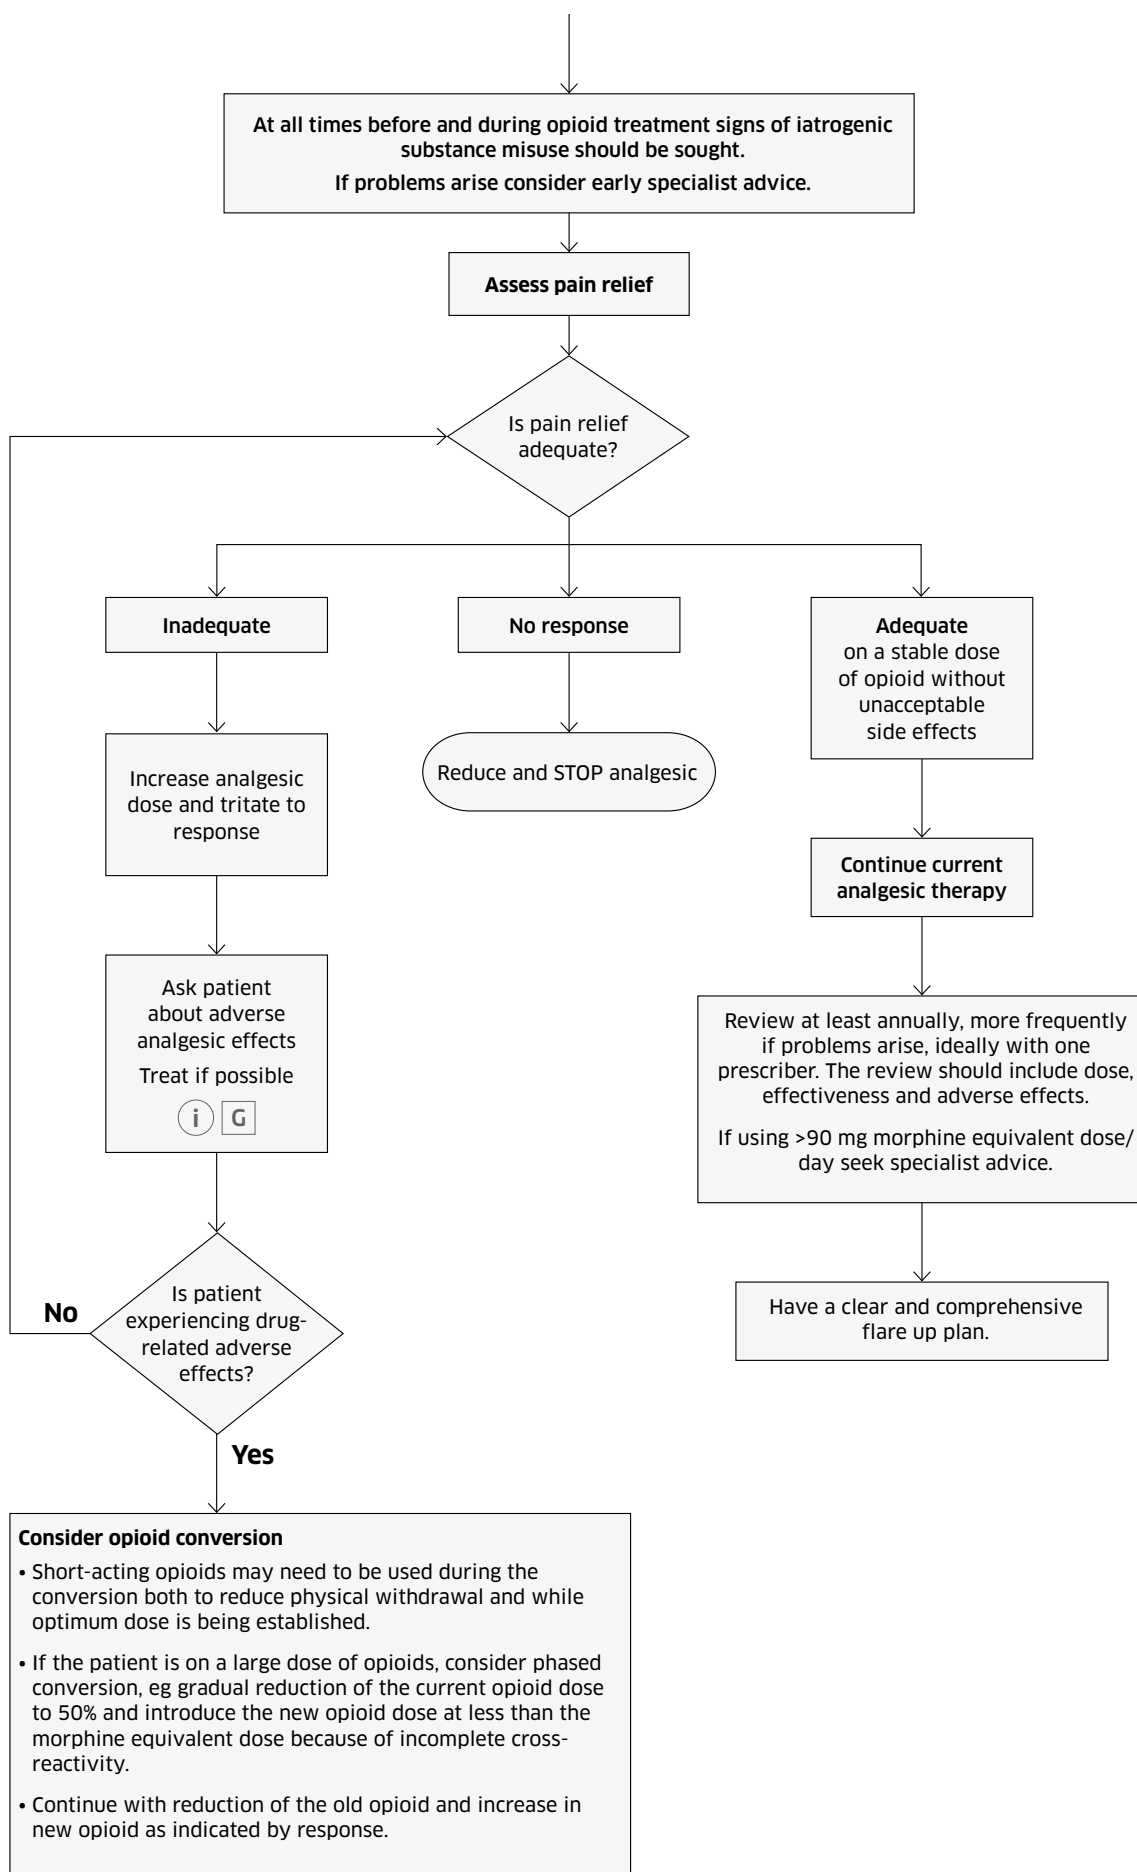 At all times before and during opioid treatment signs of iatrogenic
substance misuse should be sought.
If problems arise consider early specialist advice.
Assess pain relief
Is pain relief
adequate?
Inadequate
No response
Adequate
on a stable dose
of opioid without
unacceptable
side effects
Increase analgesic
dose and tritate to
response
Reduce and STOP analgesic
Continue current
analgesic therapy
Ask patient
about adverse
analgesic effects
Treat if possible
i G
Review at least annually, more frequently
if problems arise, ideally with one
prescriber. The review should include dose,
effectiveness and adverse effects.
If using >90 mg morphine equivalent dose/
day seek specialist advice.
Is patient
experiencing drug-
related adverse
effects?
No
Yes
Have a clear and comprehensive
flare up plan.
Consider opioid conversion
• Short-acting opioids may need to be used during the
conversion both to reduce physical withdrawal and while
optimum dose is being established.
• If the patient is on a large dose of opioids, consider phased
conversion, eg gradual reduction of the current opioid dose
to 50% and introduce the new opioid dose at less than the
morphine equivalent dose because of incomplete cross-
reactivity.
• Continue with reduction of the old opioid and increase in
new opioid as indicated by response.